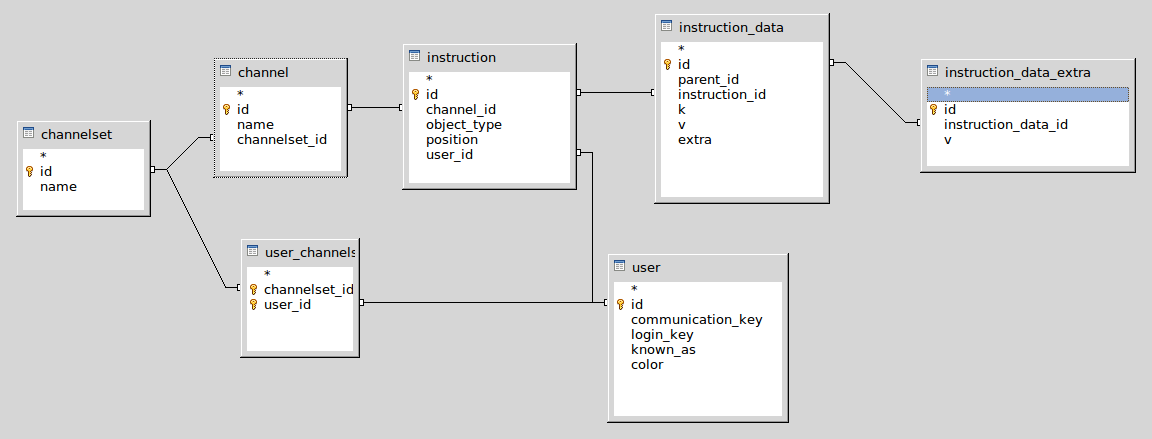 channelset
*
id
name
channel
*
id
name
channelset_id
user_channels
*
channelset_id
user_id
instruction
*
id
channel_id
object_type
position
user_id
instruction_data
*
id
parent_id
instruction_id
k
v
extra
user
*
id
communication_key
login_key
known_as
color
instruction_data_extra
*
id
instruction_data_id
v